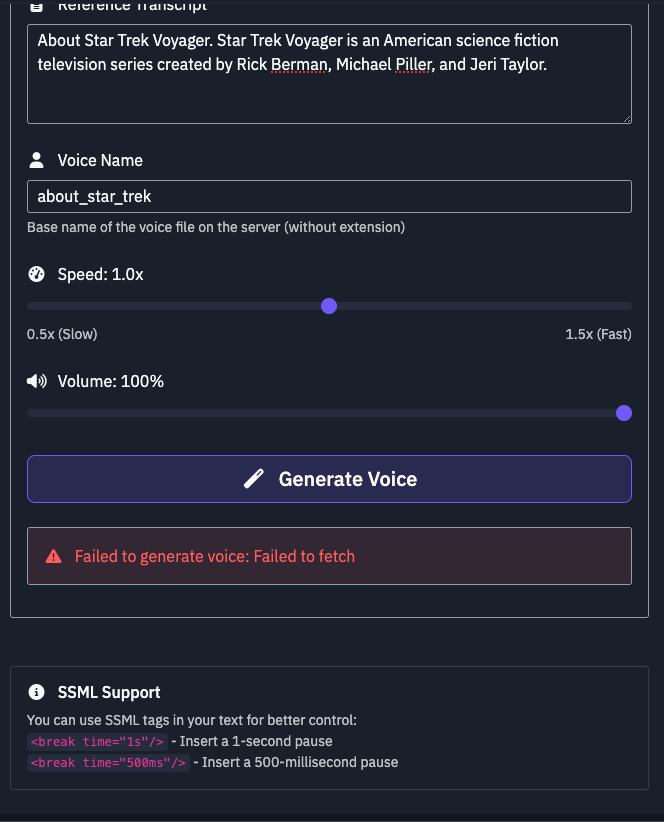 Reference Transcript
About Star Trek Voyager. Star Trek Voyager is an American science fiction
television series created by Rick Berman, Michael Piller, and Jeri Taylor.
Voice Name
about_star_trek
Base name of the voice file on the server (without extension)
Speed: 1.0x
0.5x (Slow) 1.5x (Fast)
Volume: 100%
Generate Voice
Failed to generate voice: Failed to fetch
SSML Support
You can use SSML tags in your text for better control:
<break time="1s"/> - Insert a 1-second pause
<break time="500ms"/> - Insert a 500-millisecond pause